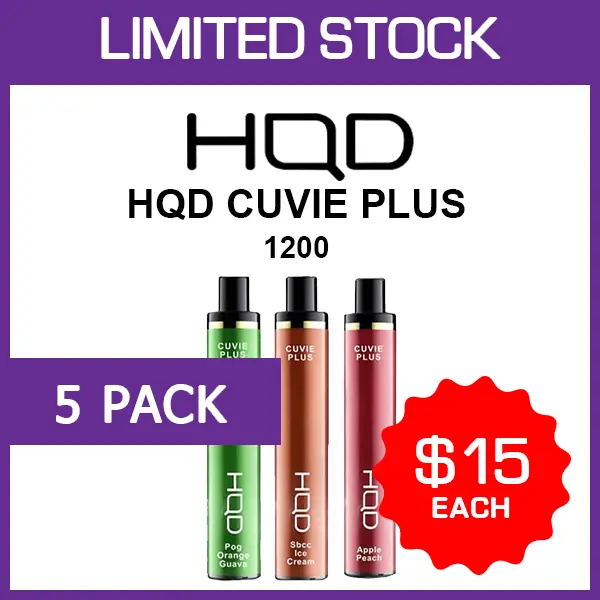 LIMITED STOCK
HQD
HQD CUVIE PLUS
1200
CUVIE
PLUS
CUVIE
PLUS
CUVIE
PLUS
5 PACK
$15
EACH
HQD
HQD
HQD
Pog
Orange
Guava
Sbcc
Ice
Cream
Apple
Peach